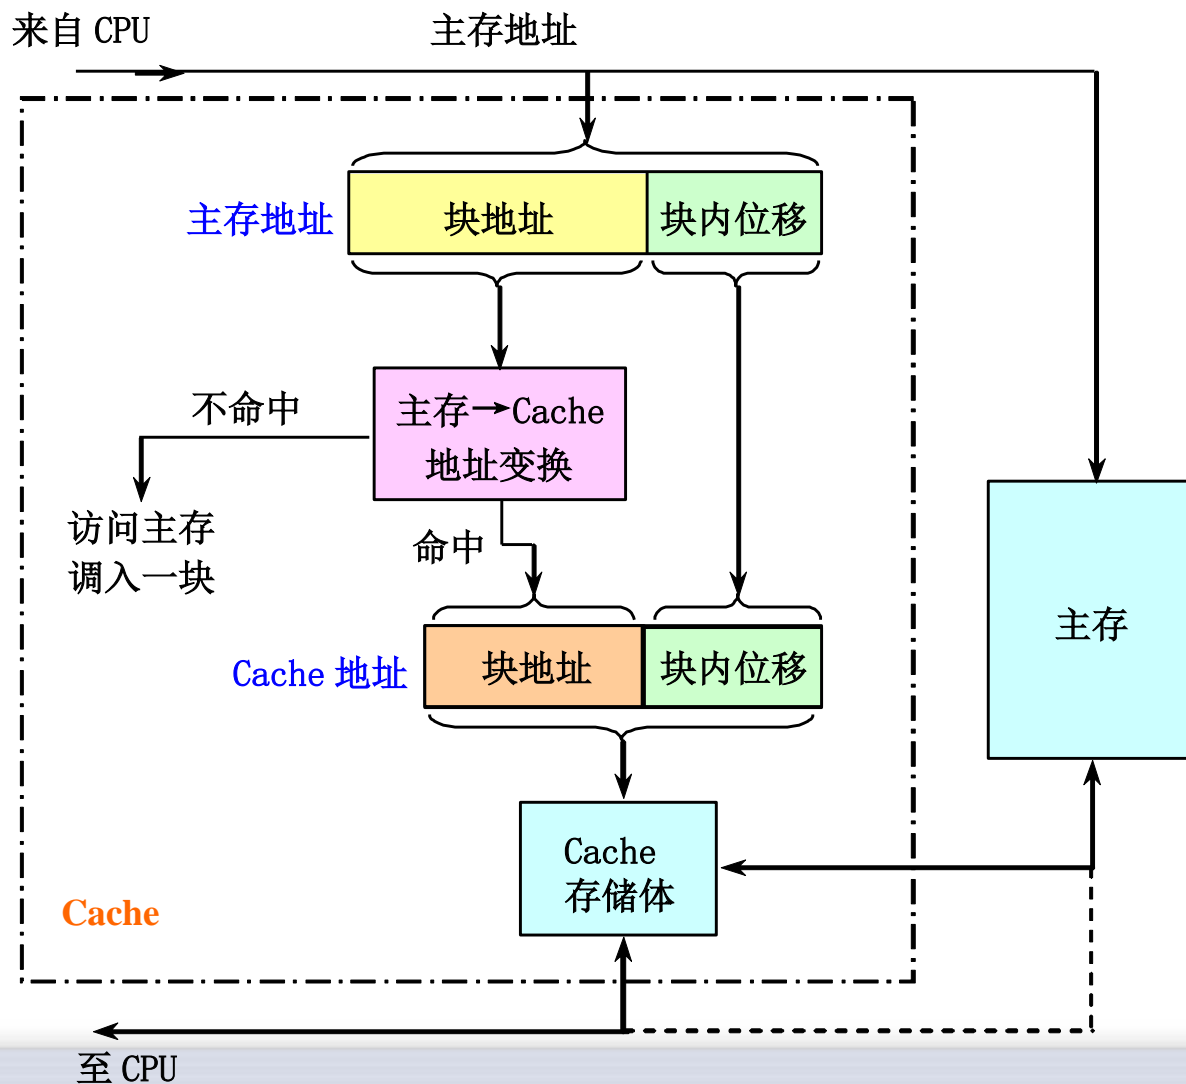 来自 CPU
主存地址
主存地址
块地址
块内位移
不命中
主存→Cache
地址变换
访问主存
调入一块
命中
主存
Cache 地址
块地址
块内位移
Cache
存储体
Cache
至 CPU